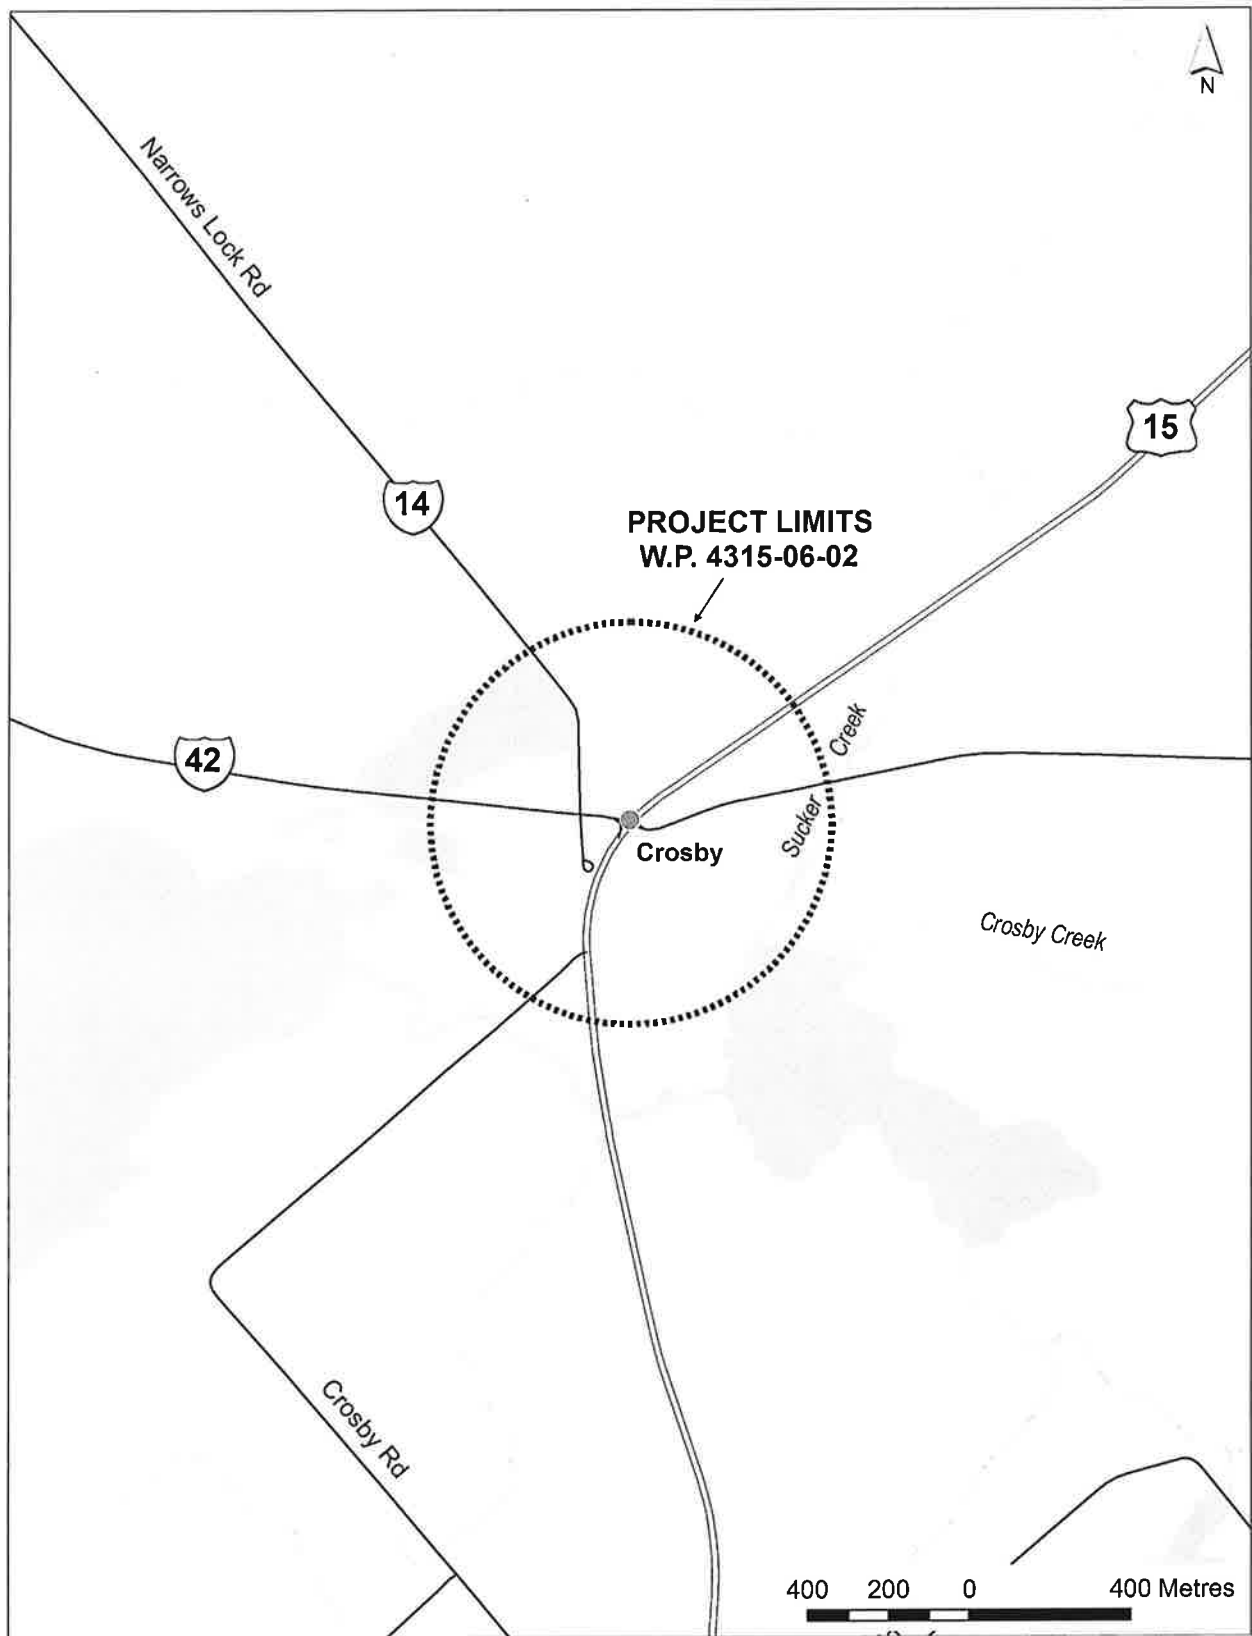 N
Narrows Lock Rd
15
14
PROJECT LIMITS
W.P. 4315-06-02
Creek
42
Sucker
Crosby
Crosby Creek
Crosby Rd
400 200 0 400 Metres